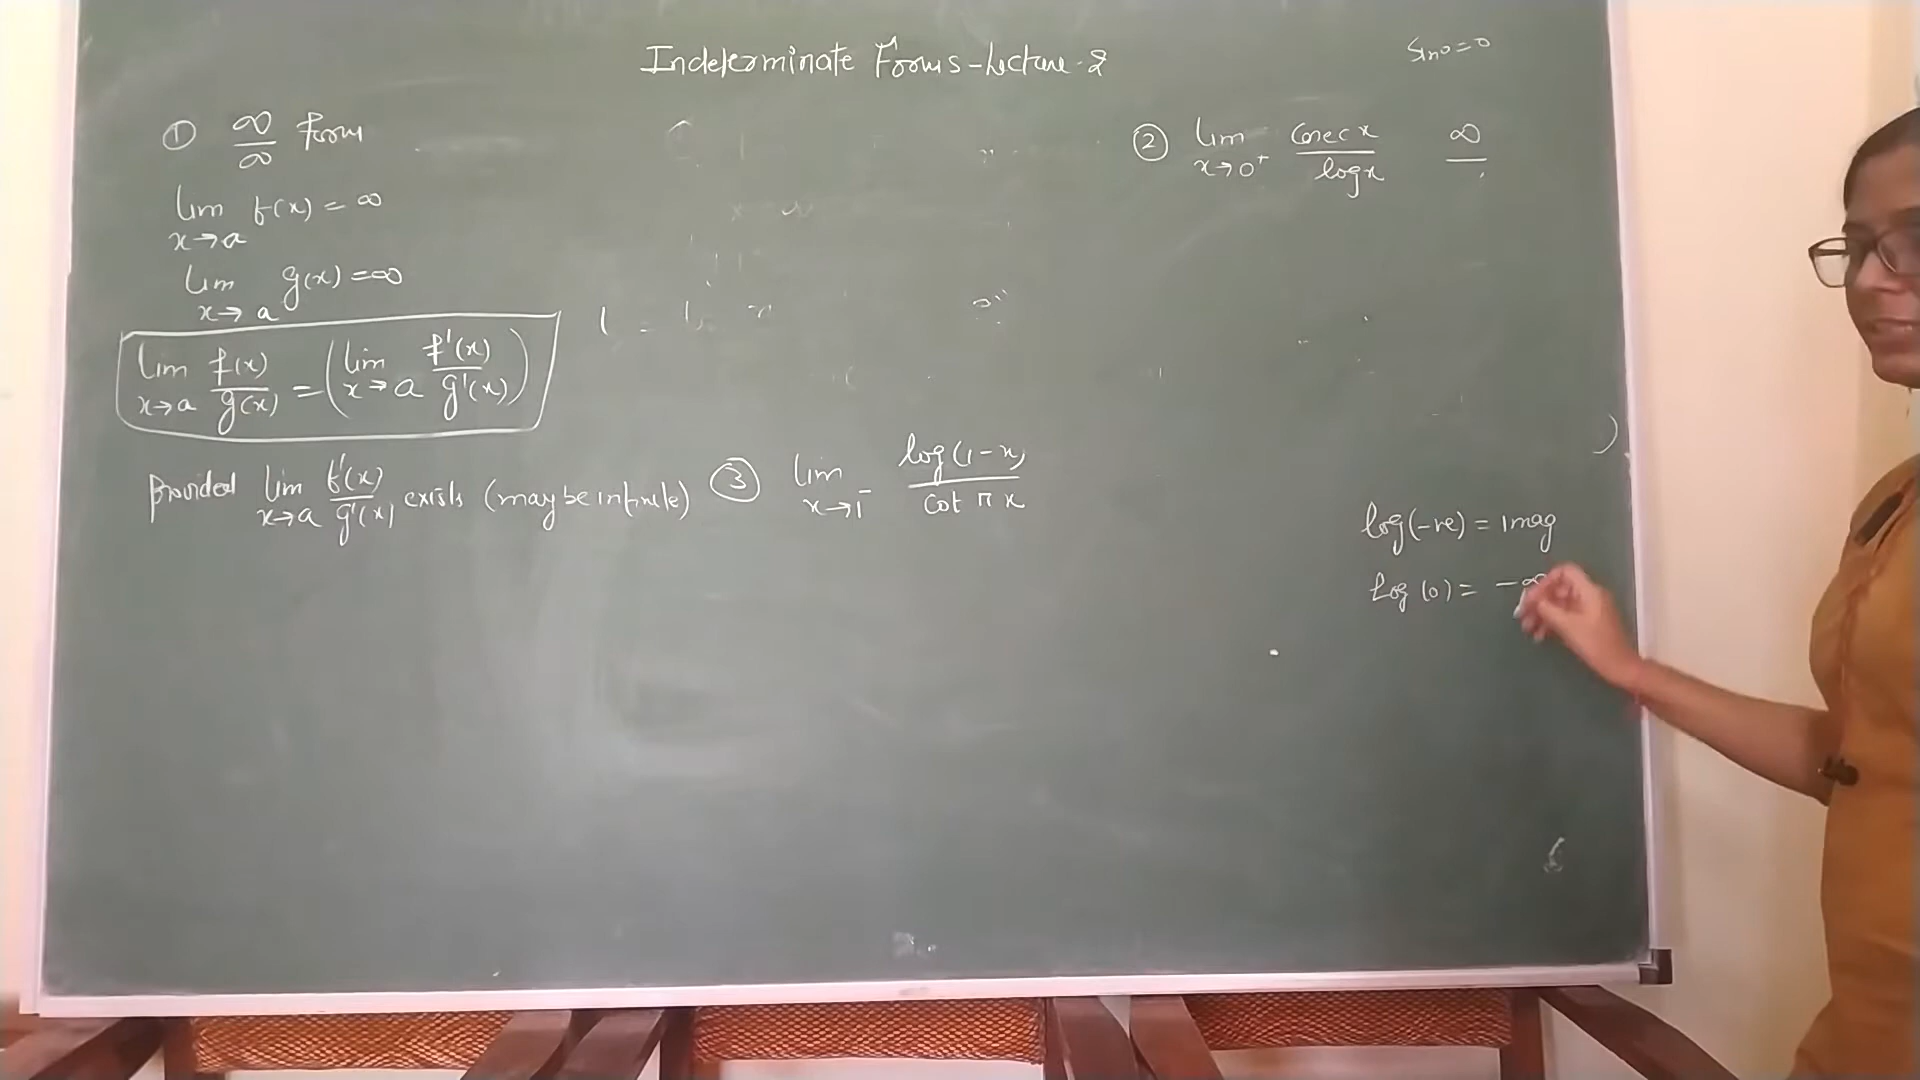 Indeterminate Forms-Lecture-2
sin0=0
① ∞/∞ form
lim x→a f(x) = ∞
lim x→a g(x) = ∞
lim x→a f(x)/g(x) = (lim x→a f'(x)/g'(x))
provided lim x→a f'(x)/g'(x) exists (may be infinite)
② lim x→0⁺ cosec x / log x ∞
③ lim x→1⁻ log(1-x) / cot π x
log(-ve) = imag
log(0) = -∞